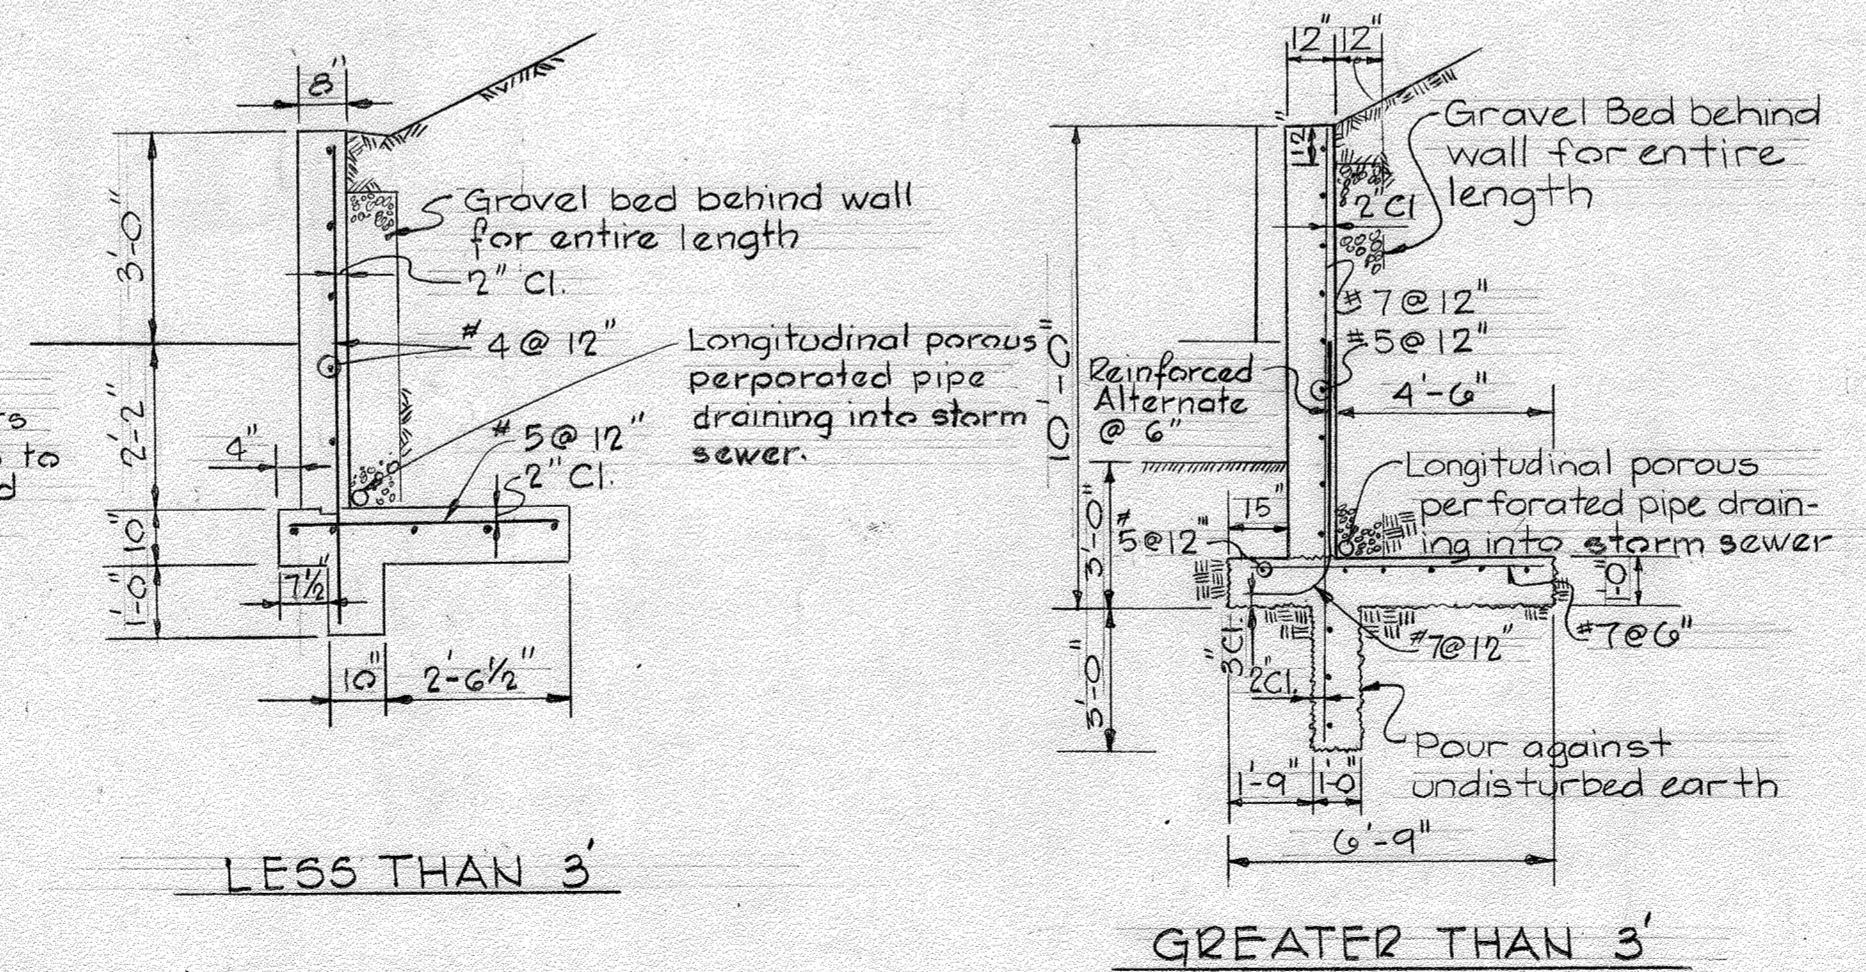 8"
3'-0"
2'-2"
4"
10"
1'-0"
7½"
10"
2'-6½"
Gravel bed behind wall
for entire length
2" Cl.
#4 @ 12"
Longitudinal porous
perporated pipe
draining into storm
sewer.
#5 @ 12"
2" Cl.
to
LESS THAN 3'
12" 12"
12"
Gravel Bed behind
wall for entire
length
2" Cl
#7 @ 12"
#5 @ 12"
10'-0"
Reinforced
Alternate
@ 6"
4'-6"
Longitudinal porous
perforated pipe drain-
ing into storm sewer
15"
#5 @ 12"
3'-0"
1'-0"
3" Cl.
2" Cl.
#7 @ 12"
#7 @ 6"
3'-0"
Pour against
undisturbed earth
1'-9" 1'-0"
6'-9"
GREATER THAN 3'